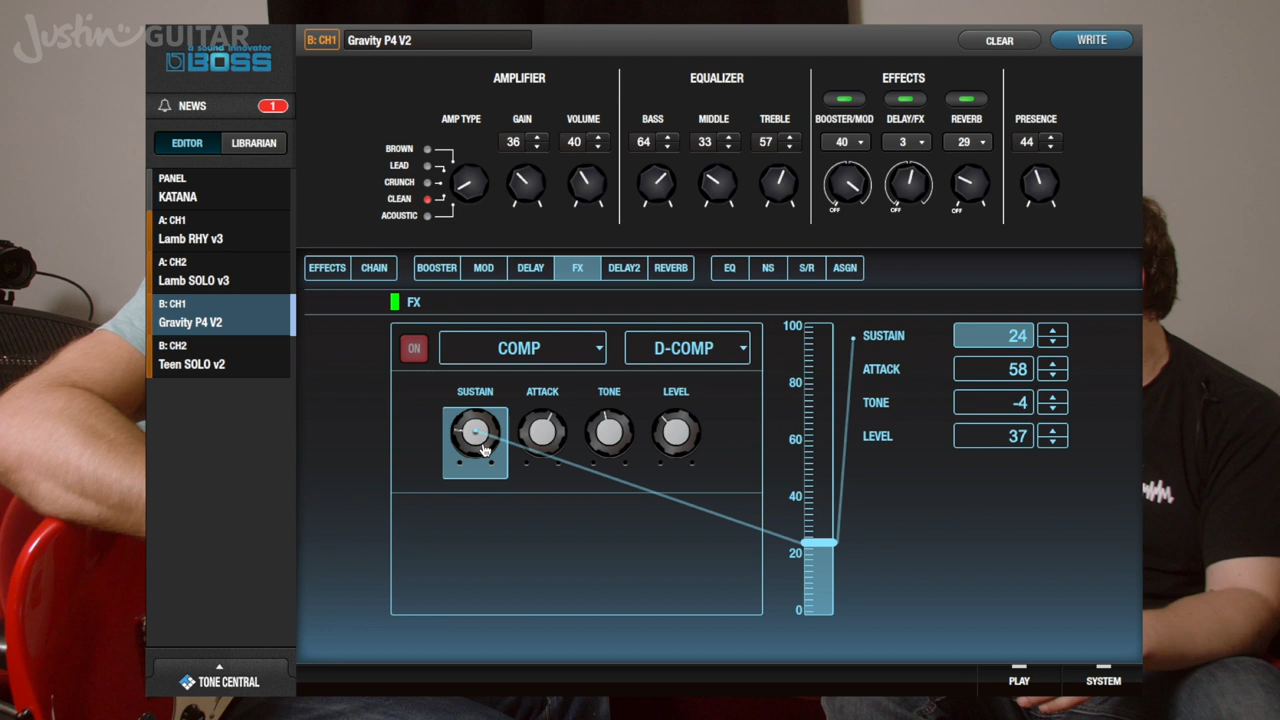 Justin GUITAR
a sound innovator
BOSS
B: CH1 Gravity P4 V2 CLEAR WRITE
NEWS 1
EDITOR LIBRARIAN
PANEL
KATANA
A: CH1
Lamb RHY v3
A: CH2
Lamb SOLO v3
B: CH1
Gravity P4 V2
B: CH2
Teen SOLO v2
TONE CENTRAL
AMPLIFIER EQUALIZER EFFECTS
AMP TYPE GAIN VOLUME BASS MIDDLE TREBLE BOOSTER/MOD DELAY/FX REVERB PRESENCE
36 40 64 33 57 40 3 29 44
BROWN
LEAD
CRUNCH
CLEAN
ACOUSTIC
OFF OFF OFF
EFFECTS CHAIN BOOSTER MOD DELAY FX DELAY2 REVERB EQ NS S/R ASGN
FX
ON COMP D-COMP
SUSTAIN ATTACK TONE LEVEL
100
80
60
40
20
0
SUSTAIN 24
ATTACK 58
TONE -4
LEVEL 37
PLAY SYSTEM